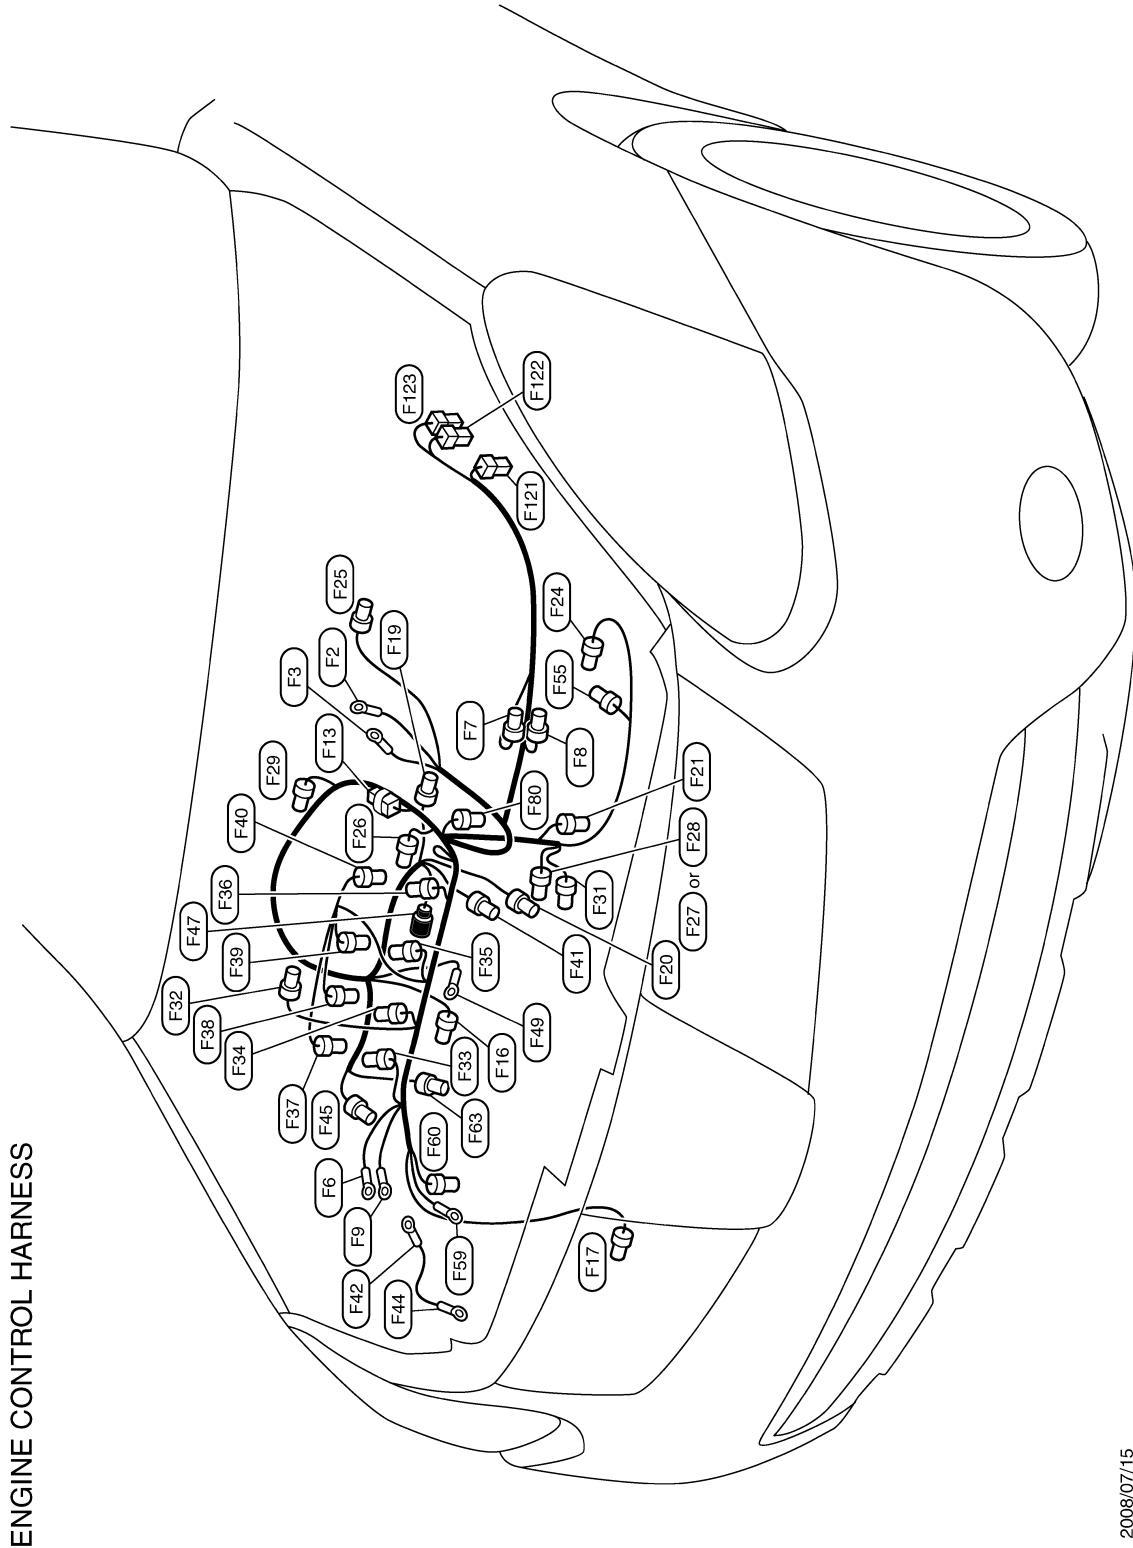 ENGINE CONTROL HARNESS
F29
F13
F3
F2
F25
F19
F123
F122
F121
F40
F26
F7
F24
F55
F8
F80
F21
F36
F47
F39
F32
F38
F34
F37
F45
F35
F41
F31
F27 or F28
F20
F49
F16
F33
F63
F60
F6
F9
F42
F44
F59
F17
2008/07/15